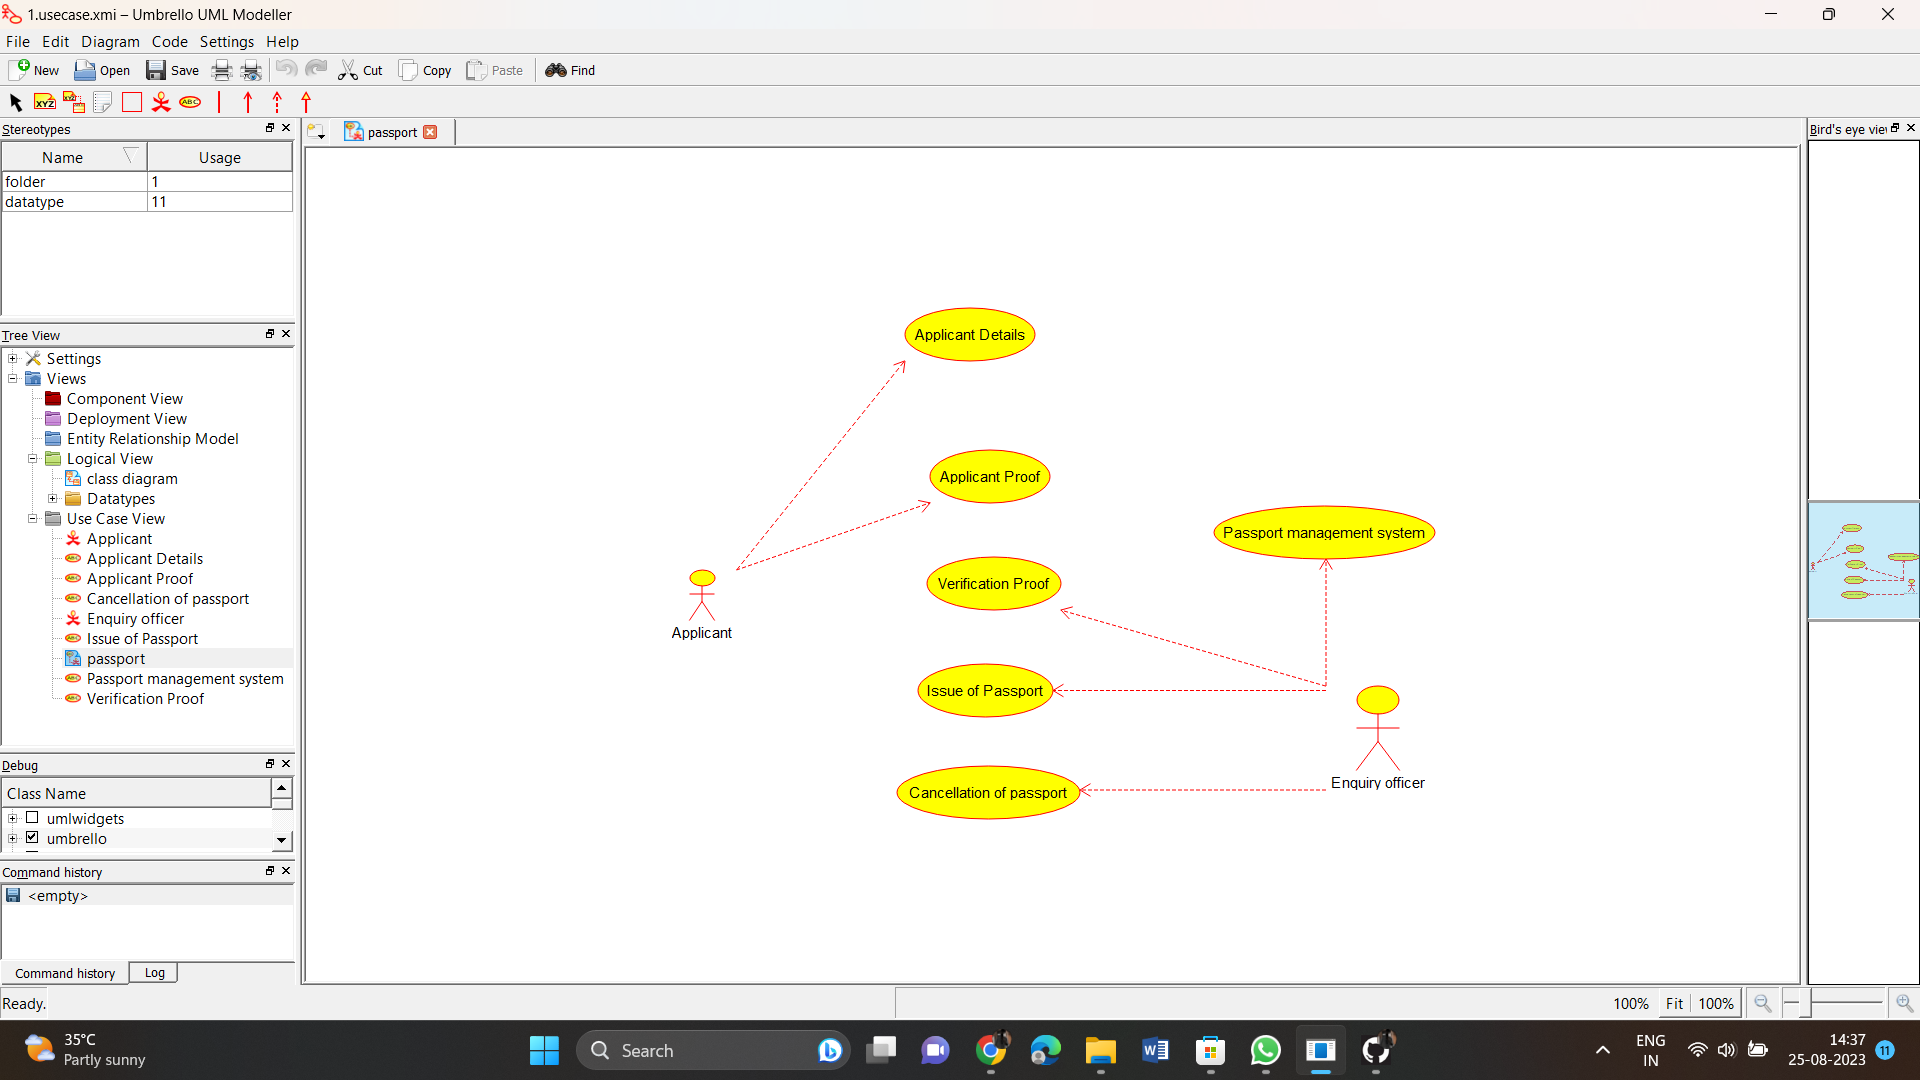 1.usecase.xmi – Umbrello UML Modeller
File Edit Diagram Code Settings Help
New Open Save Cut Copy Paste Find
XYZ XYZ ABC
Stereotypes
Name Usage
folder 1
datatype 11
Tree View
Settings
Views
Component View
Deployment View
Entity Relationship Model
Logical View
class diagram
Datatypes
Use Case View
Applicant
Applicant Details
Applicant Proof
Cancellation of passport
Enquiry officer
Issue of Passport
passport
Passport management system
Verification Proof
Debug
Class Name
umlwidgets
umbrello
Command history
<empty>
Command history Log
Ready.
passport
Applicant Details
Applicant Proof
Passport management system
Verification Proof
Applicant
Issue of Passport
Enquiry officer
Cancellation of passport
Bird's eye vie
100% Fit 100%
35°C
Partly sunny
Search
ENG
IN
14:37
25-08-2023
11